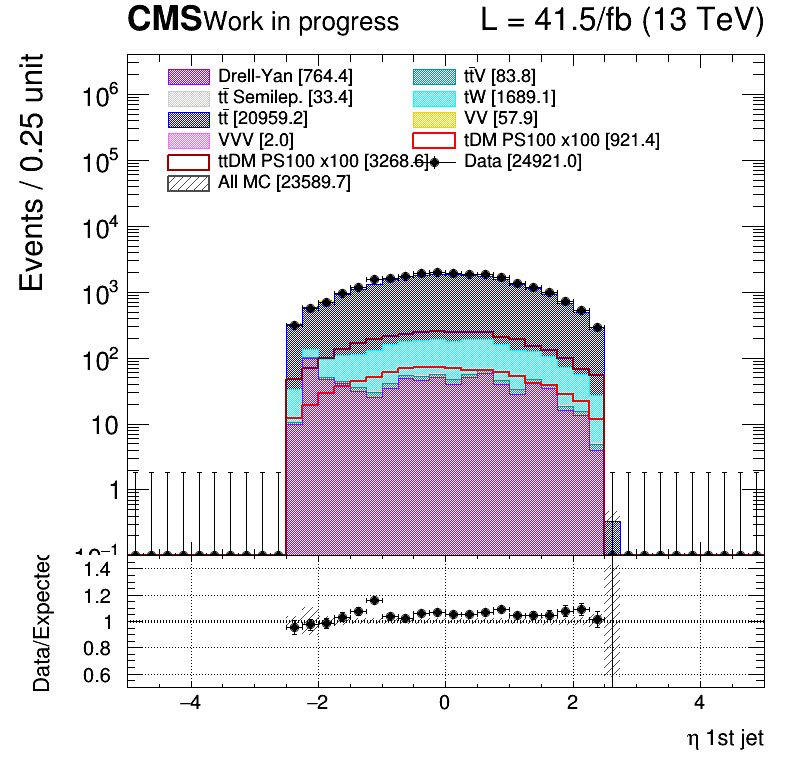 CMS Work in progress L = 41.5/fb (13 TeV)
Events / 0.25 unit
Drell-Yan [764.4] tt̄V [83.8]
tt̄ Semilep. [33.4] tW [1689.1]
tt̄ [20959.2] VV [57.9]
VVV [2.0] tDM PS100 x100 [921.4]
ttDM PS100 x100 [3268.6] Data [24921.0]
All MC [23589.7]
10⁶
10⁵
10⁴
10³
10²
10
1
10⁻¹
Data/Expected
1.4
1.2
1
0.8
0.6
−4 −2 0 2 4
η 1st jet